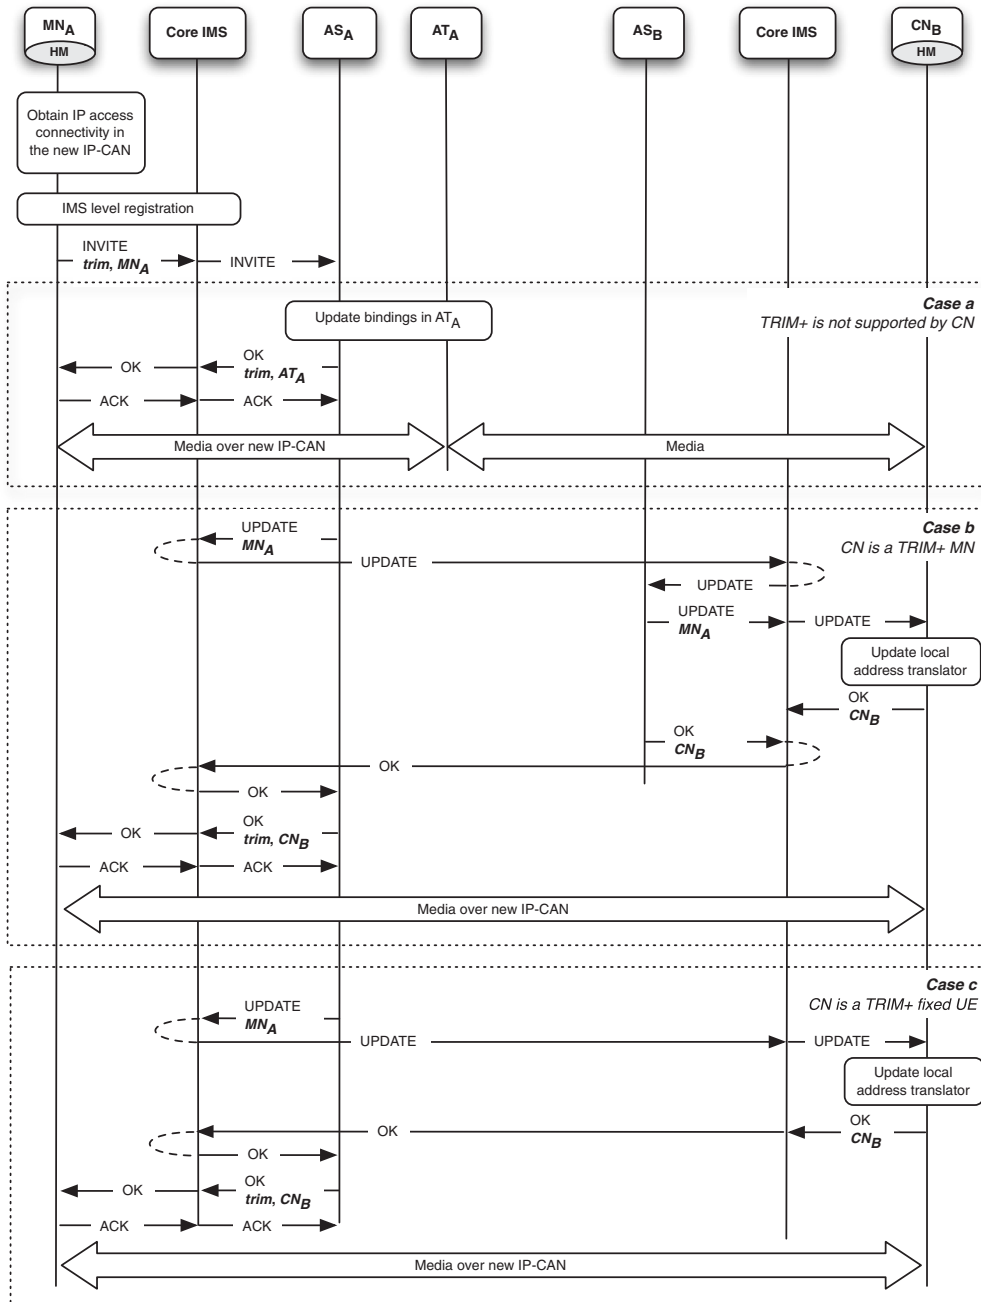 MNA
HM
Core IMS
ASA
ATA
ASB
Core IMS
CNB
HM
Obtain IP access
connectivity in
the new IP-CAN
IMS level registration
INVITE
trim, MNA
INVITE
Case a
TRIM+ is not supported by CN
Update bindings in ATA
OK
OK
trim, ATA
ACK
ACK
Media over new IP-CAN
Media
Case b
CN is a TRIM+ MN
UPDATE
MNA
UPDATE
UPDATE
UPDATE
MNA
UPDATE
Update local
address translator
OK
CNB
OK
CNB
OK
OK
OK
OK
trim, CNB
ACK
ACK
Media over new IP-CAN
Case c
CN is a TRIM+ fixed UE
UPDATE
MNA
UPDATE
UPDATE
Update local
address translator
OK
CNB
OK
OK
OK
OK
trim, CNB
ACK
ACK
Media over new IP-CAN